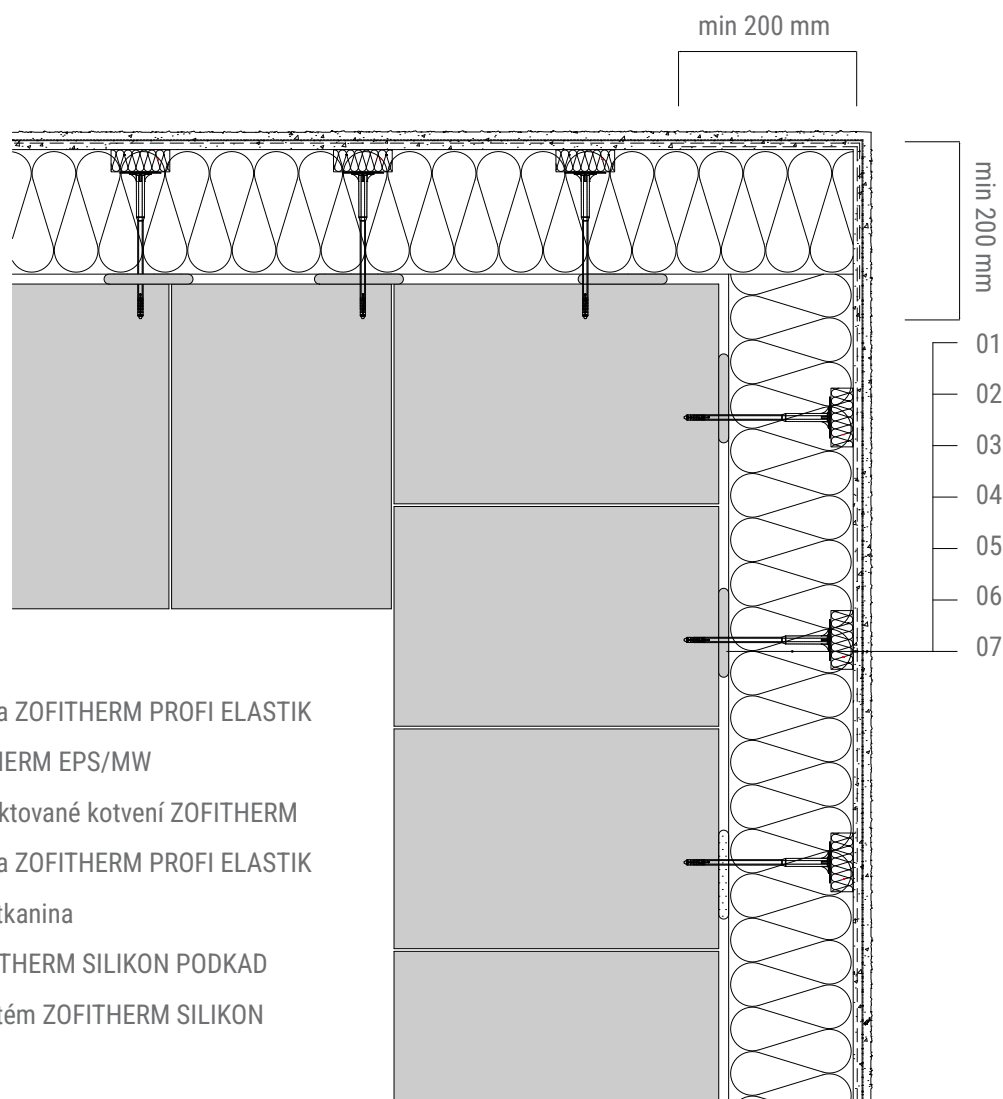 min 200 mm
min 200 mm
01
02
03
04
05
06
07
a ZOFITHERM PROFI ELASTIK
HERM EPS/MW
ktované kotvení ZOFITHERM
a ZOFITHERM PROFI ELASTIK
tkanina
THERM SILIKON PODKAD
tém ZOFITHERM SILIKON